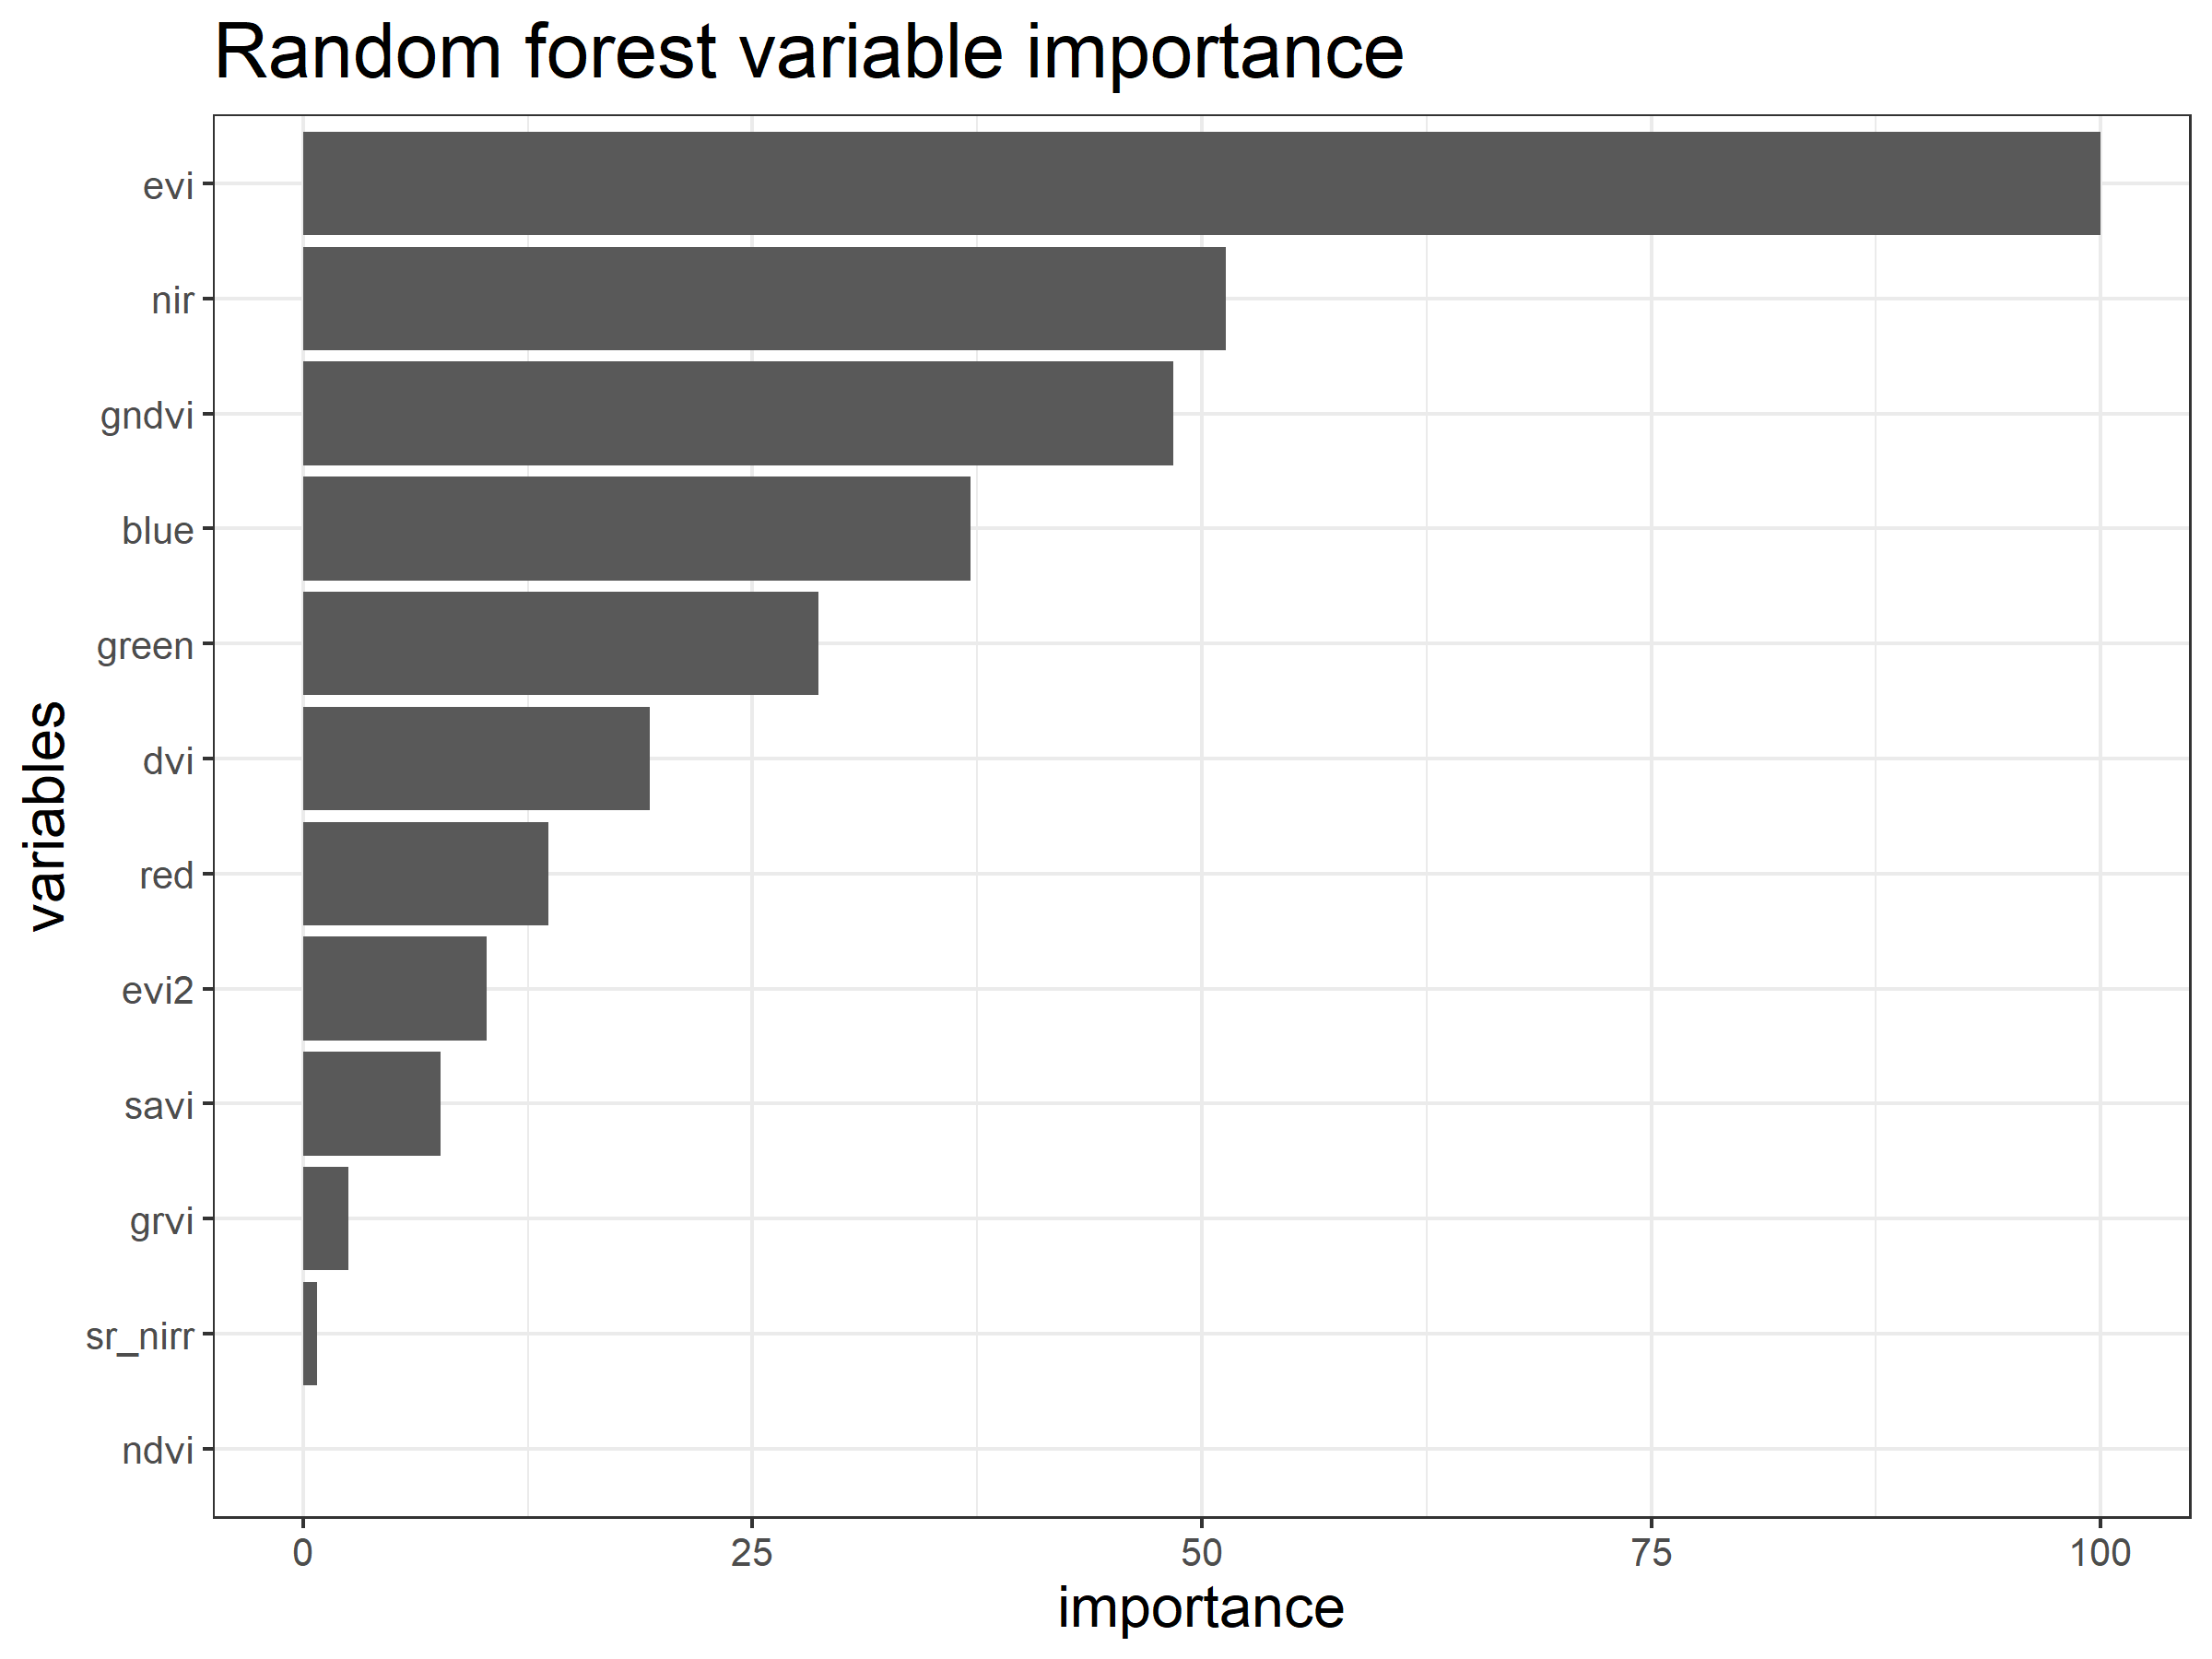 Random forest variable importance
variables
evi
nir
gndvi
blue
green
dvi
red
evi2
savi
grvi
sr_nirr
ndvi
0 25 50 75 100
importance